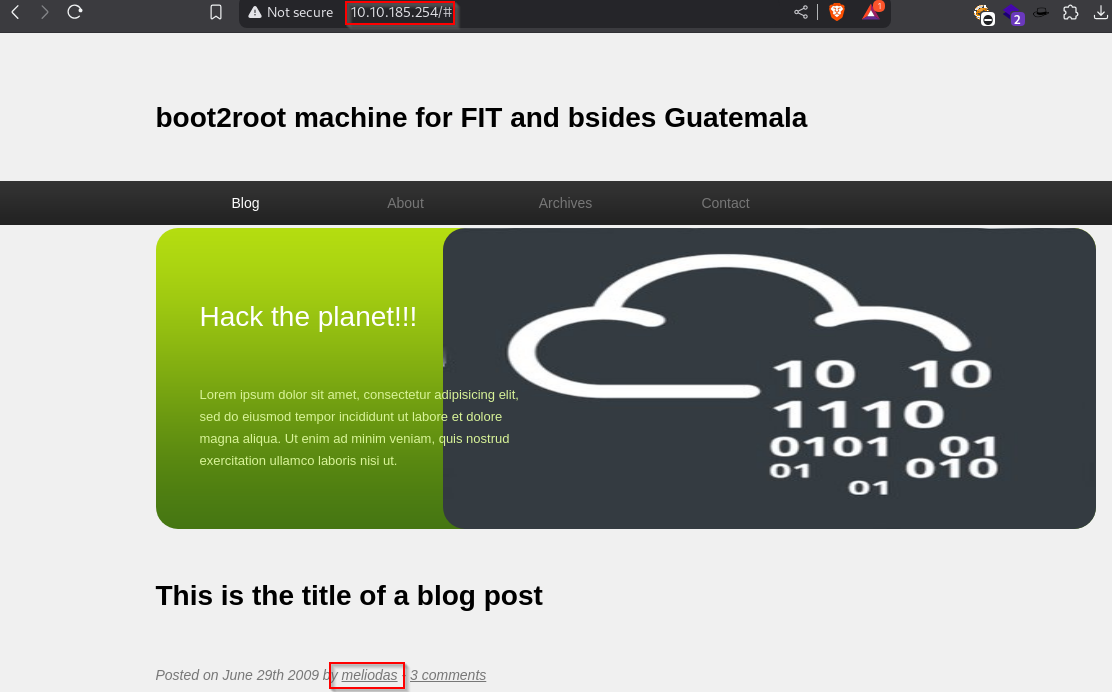 Not secure 10.10.185.254/# 1
2
boot2root machine for FIT and bsides Guatemala
Blog About Archives Contact
Hack the planet!!!
Lorem ipsum dolor sit amet, consectetur adipisicing elit,
sed do eiusmod tempor incididunt ut labore et dolore
magna aliqua. Ut enim ad minim veniam, quis nostrud
exercitation ullamco laboris nisi ut.
10 10
1110
0101 01
01 010
01
This is the title of a blog post
Posted on June 29th 2009 by meliodas - 3 comments